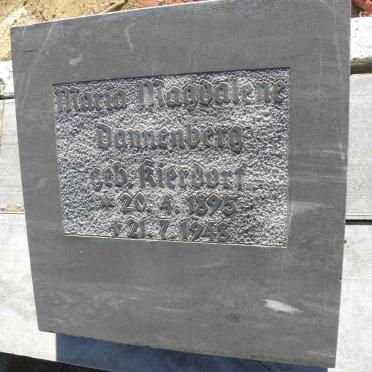 Maria Magdalene
Dannenberg
geb. Kierdorf
* 20. 4. 1895
† 21. 7. 1948